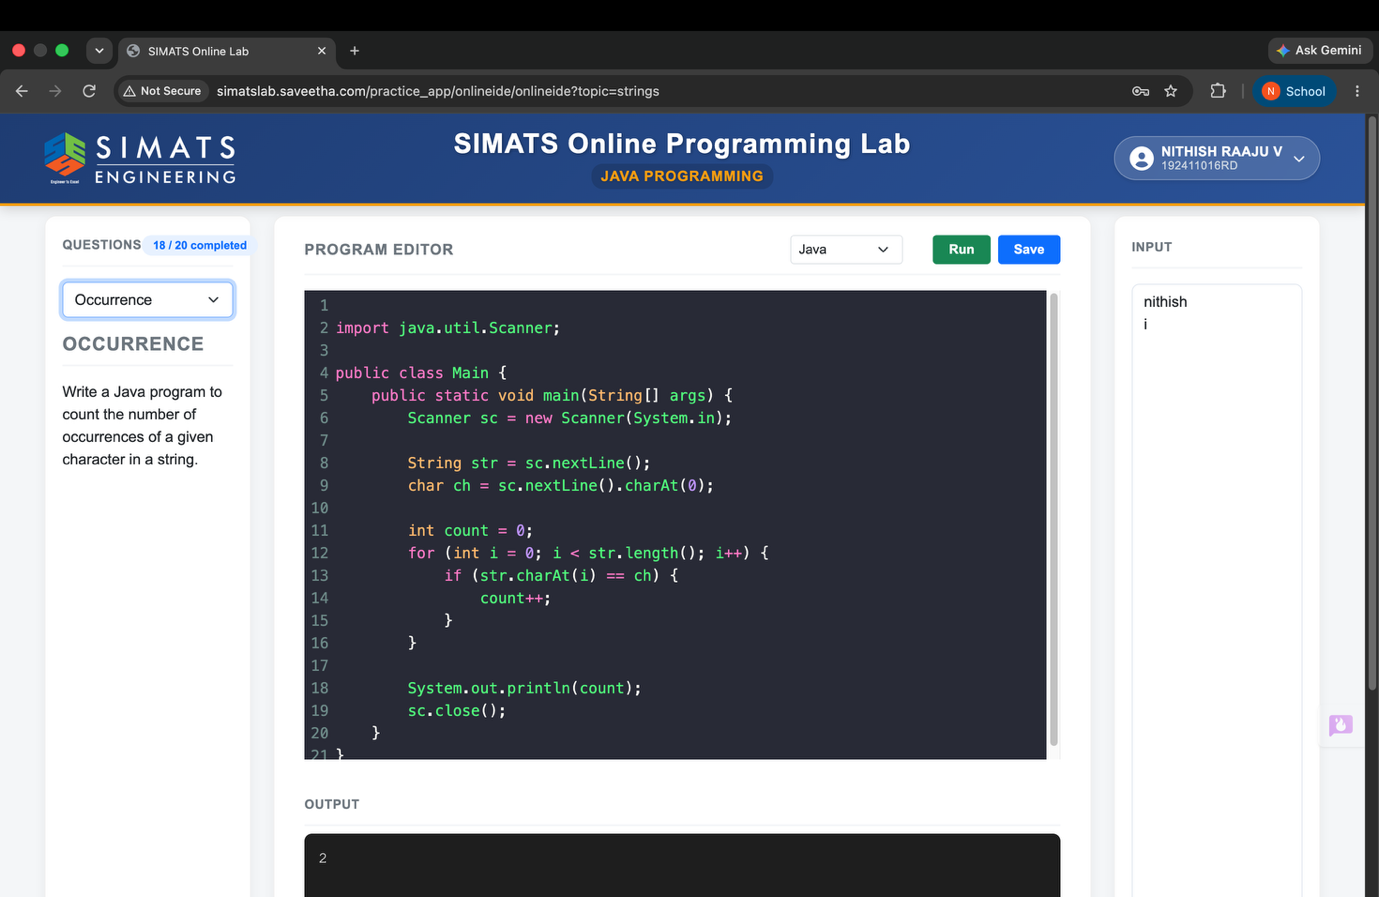 SIMATS Online Lab
Ask Gemini
Not Secure
simatslab.saveetha.com/practice_app/onlineide/onlineide?topic=strings
N School
SIMATS
ENGINEERING
Engineer to Excel
SIMATS Online Programming Lab
JAVA PROGRAMMING
NITHISH RAAJU V
192411016RD
QUESTIONS 18 / 20 completed
Occurrence
OCCURRENCE
Write a Java program to
count the number of
occurrences of a given
character in a string.
PROGRAM EDITOR
Java
Run
Save
1
2 import java.util.Scanner;
3
4 public class Main {
5     public static void main(String[] args) {
6         Scanner sc = new Scanner(System.in);
7
8         String str = sc.nextLine();
9         char ch = sc.nextLine().charAt(0);
10
11         int count = 0;
12         for (int i = 0; i < str.length(); i++) {
13             if (str.charAt(i) == ch) {
14                 count++;
15             }
16         }
17
18         System.out.println(count);
19         sc.close();
20     }
21 }
OUTPUT
2
INPUT
nithish
i